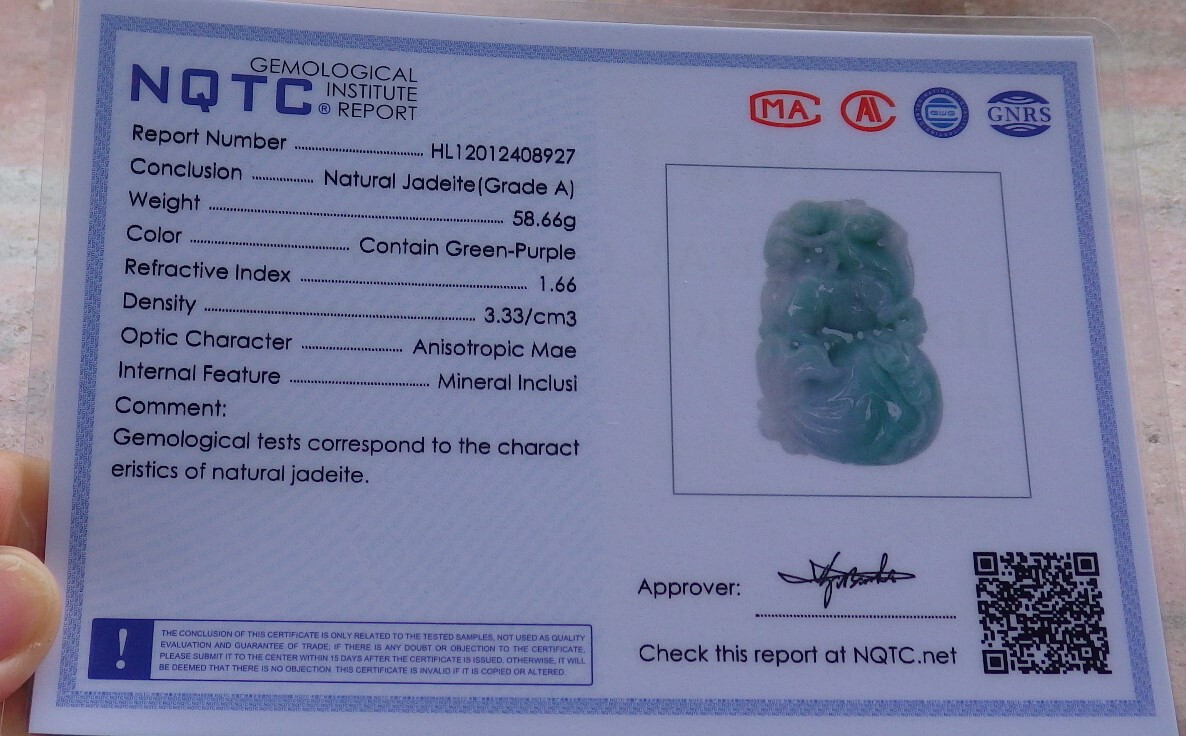 NQTC® GEMOLOGICAL
INSTITUTE
REPORT
Report Number ........................ HL12012408927
Conclusion ............ Natural Jadeite(Grade A)
Weight ........................ 58.66g
Color ........................ Contain Green-Purple
Refractive Index ........................ 1.66
Density ........................ 3.33/cm3
Optic Character ........................ Anisotropic Mae
Internal Feature ........................ Mineral Inclusi
Comment:
Gemological tests correspond to the charact
eristics of natural jadeite.
!
THE CONCLUSION OF THIS CERTIFICATE IS ONLY RELATED TO THE TESTED SAMPLES, NOT USED AS QUALITY
EVALUATION AND GUARANTEE OF TRADE; IF THERE IS ANY DOUBT OR OBJECTION TO THE CERTIFICATE,
PLEASE SUBMIT IT TO THE CENTER WITHIN 15 DAYS AFTER THE CERTIFICATE IS ISSUED. OTHERWISE, IT WILL
BE DEEMED THAT THERE IS NO OBJECTION. THIS CERTIFICATE IS INVALID IF IT IS COPIED OR ALTERED.
MA
GNRS
Approver:
Check this report at NQTC.net